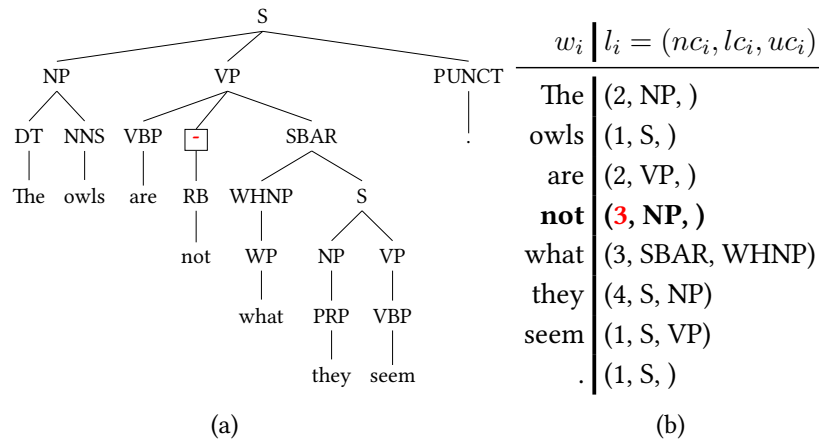 S
NP VP PUNCT
DT NNS VBP - SBAR .
The owls are RB WHNP S
not WP NP VP
what PRP VBP
they seem
(a)
w_i l_i = (nc_i, lc_i, uc_i)
The (2, NP, )
owls (1, S, )
are (2, VP, )
not (3, NP, )
what (3, SBAR, WHNP)
they (4, S, NP)
seem (1, S, VP)
. (1, S, )
(b)